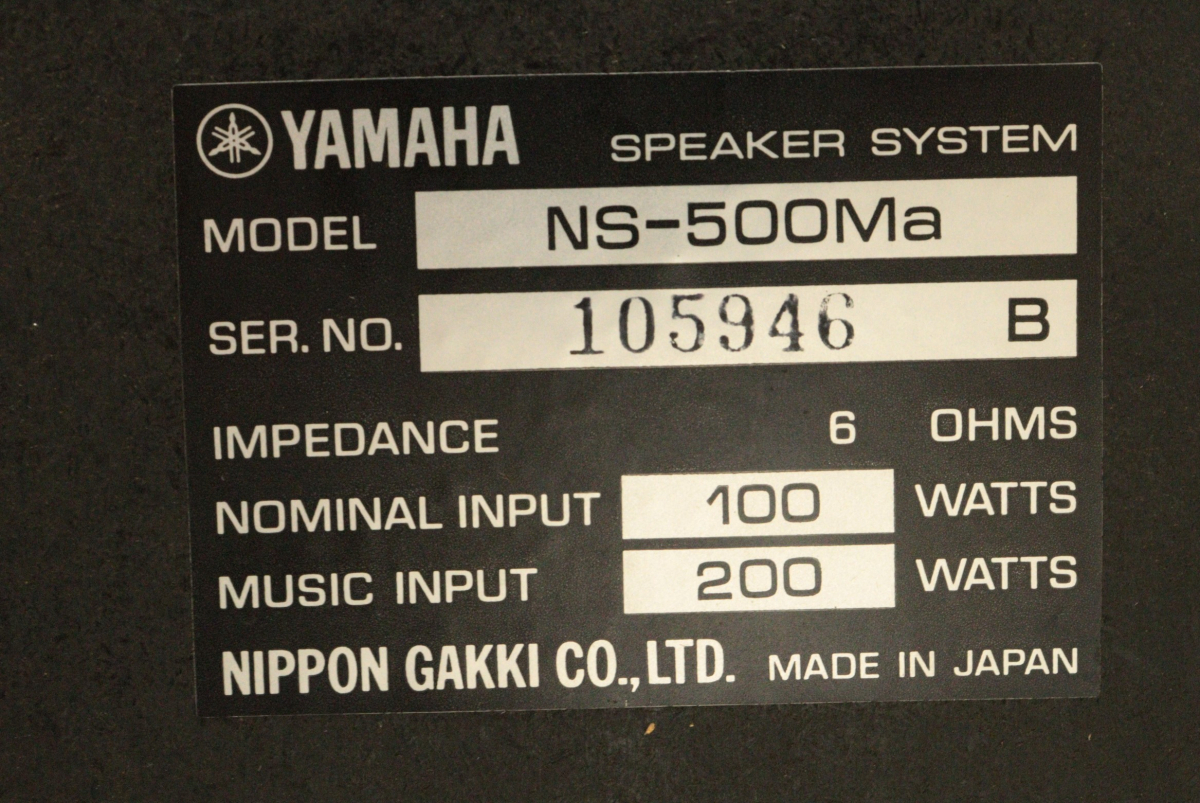 YAMAHA SPEAKER SYSTEM
MODEL NS-500Ma
SER. NO. 105946 B
IMPEDANCE 6 OHMS
NOMINAL INPUT 100 WATTS
MUSIC INPUT 200 WATTS
NIPPON GAKKI CO., LTD. MADE IN JAPAN